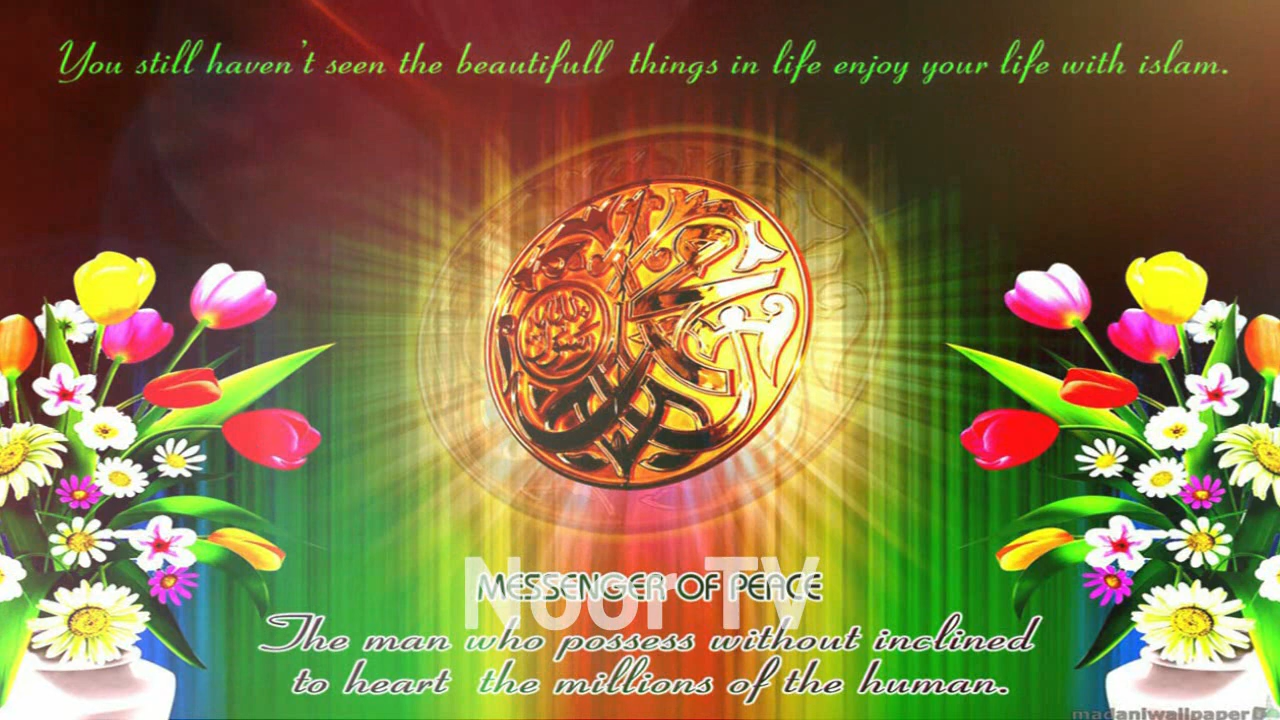 You still haven't seen the beautifull things in life enjoy your life with islam.
MESSENGER OF PEACE
Noor TV
The man who possess without inclined
to heart the millions of the human.
madaniwallpaper